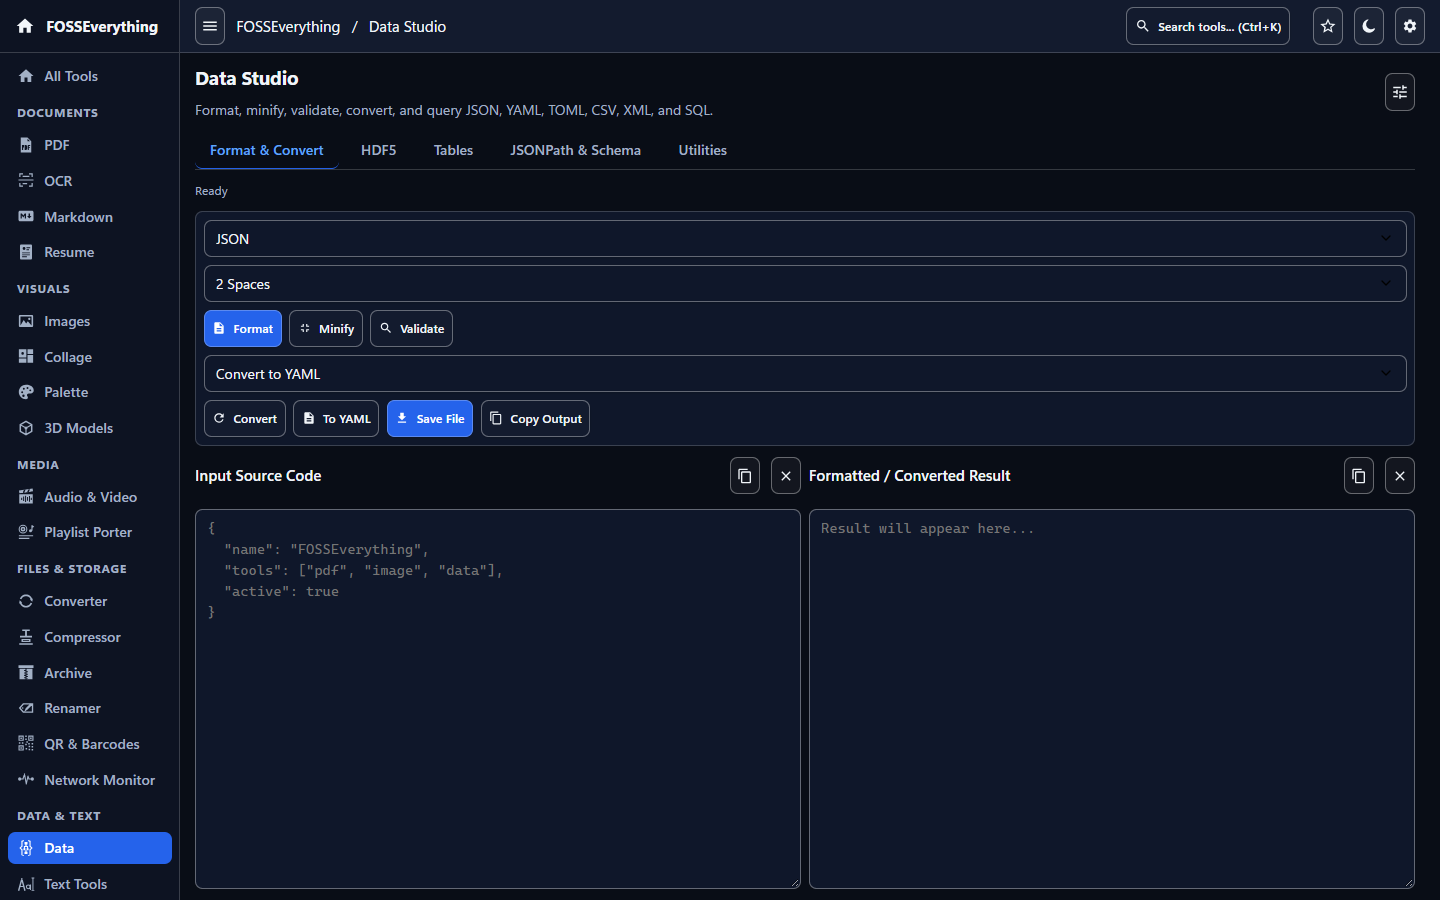 FOSSEverything
FOSSEverything / Data Studio
Search tools... (Ctrl+K)
All Tools
DOCUMENTS
PDF
OCR
Markdown
Resume
VISUALS
Images
Collage
Palette
3D Models
MEDIA
Audio & Video
Playlist Porter
FILES & STORAGE
Converter
Compressor
Archive
Renamer
QR & Barcodes
Network Monitor
DATA & TEXT
Data
Text Tools
Data Studio
Format, minify, validate, convert, and query JSON, YAML, TOML, CSV, XML, and SQL.
Format & Convert HDF5 Tables JSONPath & Schema Utilities
Ready
JSON
2 Spaces
Format Minify Validate
Convert to YAML
Convert To YAML Save File Copy Output
Input Source Code
{
  "name": "FOSSEverything",
  "tools": ["pdf", "image", "data"],
  "active": true
}
Formatted / Converted Result
Result will appear here...